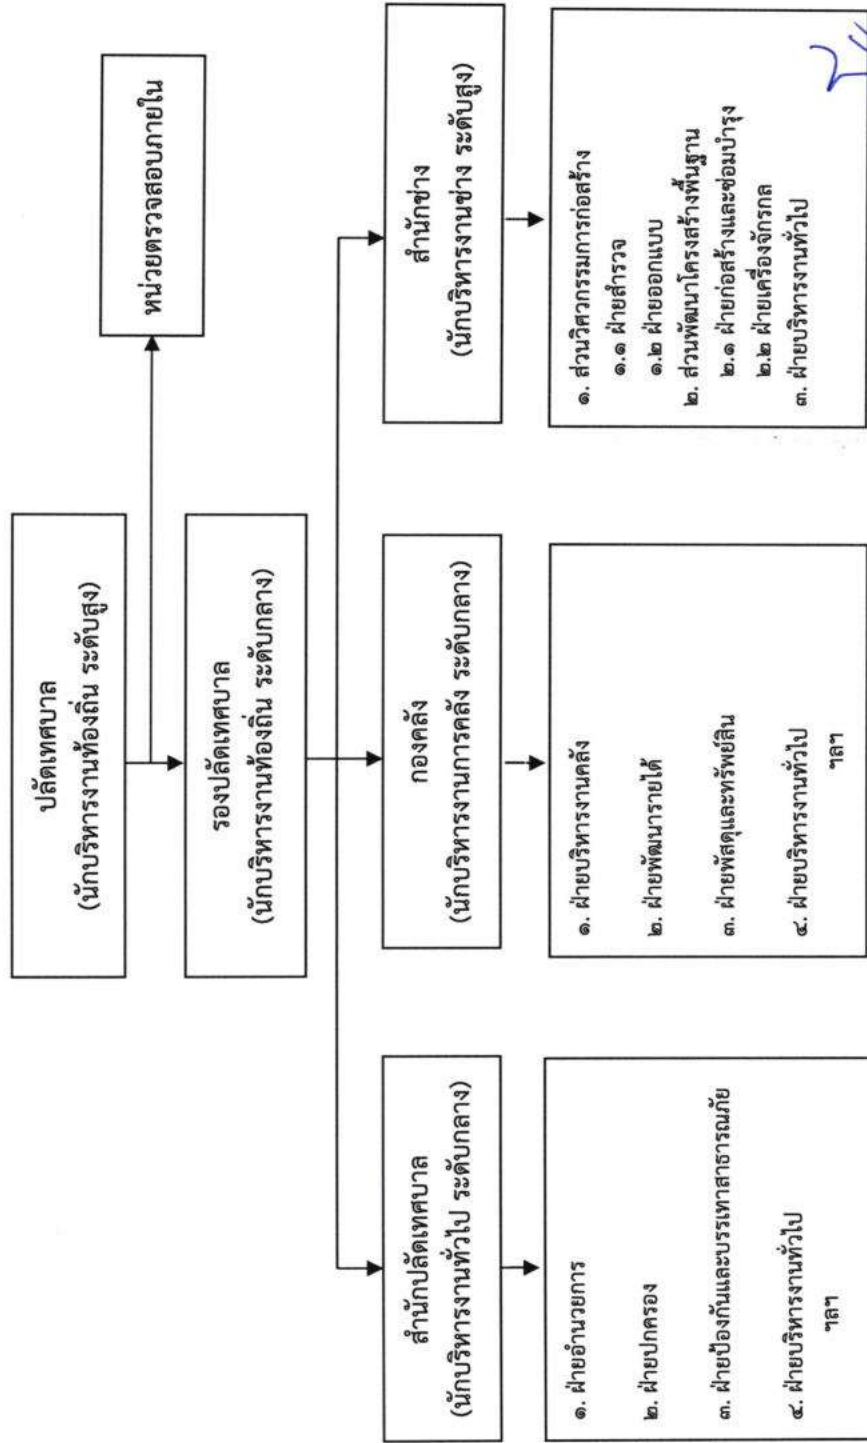 ปลัดเทศบาล
(นักบริหารงานท้องถิ่น ระดับสูง)
หน่วยตรวจสอบภายใน
รองปลัดเทศบาล
(นักบริหารงานท้องถิ่น ระดับกลาง)
สำนักปลัดเทศบาล
(นักบริหารงานทั่วไป ระดับกลาง)
๑. ฝ่ายอำนวยการ
๒. ฝ่ายปกครอง
๓. ฝ่ายป้องกันและบรรเทาสาธารณภัย
๔. ฝ่ายบริหารงานทั่วไป
ฯลฯ
กองคลัง
(นักบริหารงานการคลัง ระดับกลาง)
๑. ฝ่ายบริหารงานคลัง
๒. ฝ่ายพัฒนารายได้
๓. ฝ่ายพัสดุและทรัพย์สิน
๔. ฝ่ายบริหารงานทั่วไป
ฯลฯ
สำนักช่าง
(นักบริหารงานช่าง ระดับสูง)
๑. ส่วนวิศวกรรมการก่อสร้าง
๑.๑ ฝ่ายสำรวจ
๑.๒ ฝ่ายออกแบบ
๒. ส่วนพัฒนาโครงสร้างพื้นฐาน
๒.๑ ฝ่ายก่อสร้างและซ่อมบำรุง
๒.๒ ฝ่ายเครื่องจักรกล
๓. ฝ่ายบริหารงานทั่วไป